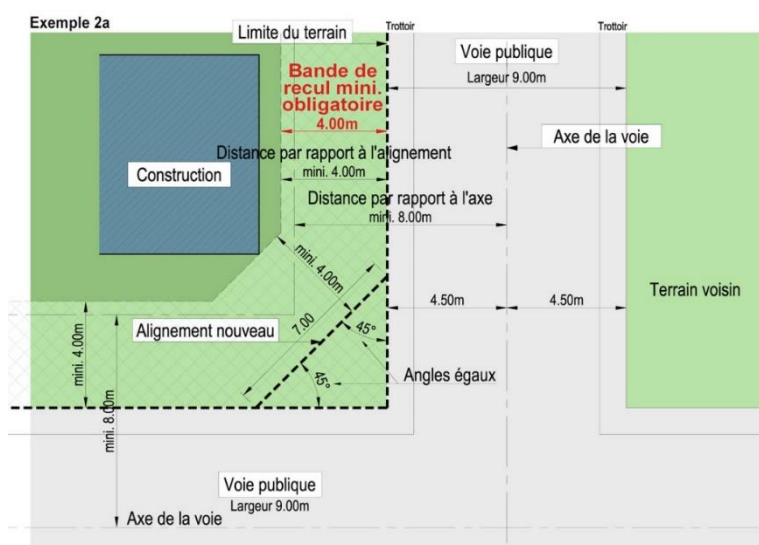 Exemple 2a
Trottoir
Trottoir
Limite du terrain
Voie publique
Largeur 9.00m
Bande de
recul mini.
obligatoire
4.00m
Axe de la voie
Distance par rapport à l'alignement
mini. 4.00m
Construction
Distance par rapport à l'axe
mini. 8.00m
mini. 4.00m
4.50m
4.50m
Terrain voisin
mini. 4.00m
mini. 8.00m
Alignement nouveau
7.00
45°
45°
Angles égaux
Voie publique
Largeur 9.00m
Axe de la voie